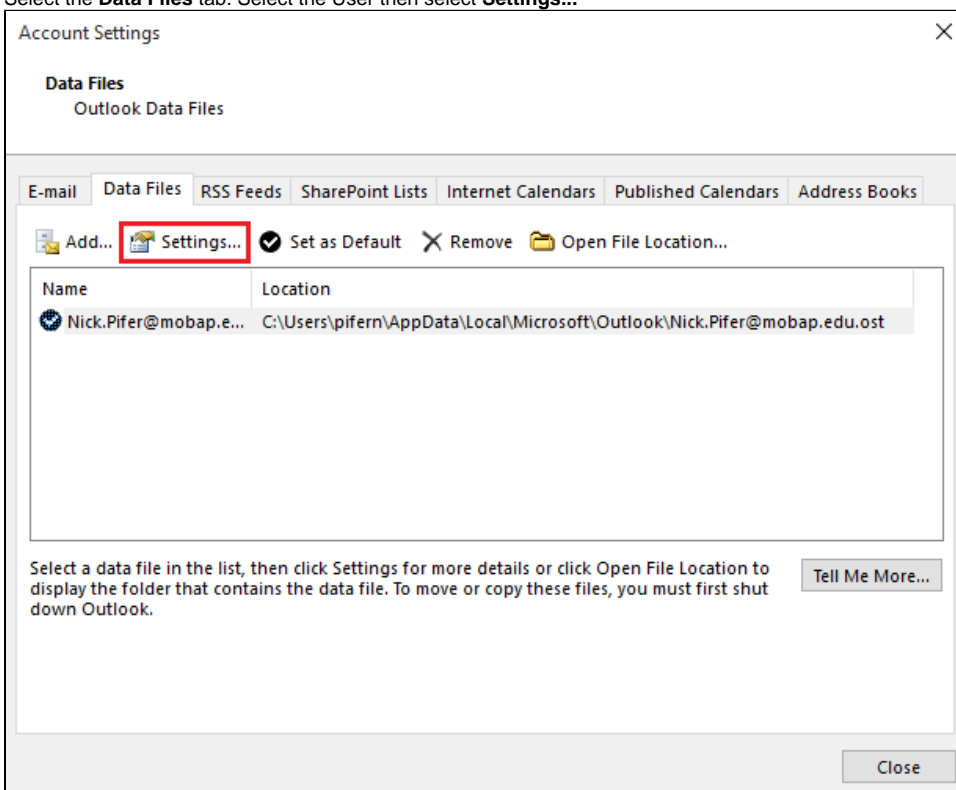 Select the Data Files tab. Select the User then select Settings...
Account Settings
Data Files
Outlook Data Files
E-mail Data Files RSS Feeds SharePoint Lists Internet Calendars Published Calendars Address Books
Add... Settings... Set as Default Remove Open File Location...
Name Location
Nick.Pifer@mobap.e... C:\Users\pifern\AppData\Local\Microsoft\Outlook\Nick.Pifer@mobap.edu.ost
Select a data file in the list, then click Settings for more details or click Open File Location to
display the folder that contains the data file. To move or copy these files, you must first shut
down Outlook.
Tell Me More...
Close